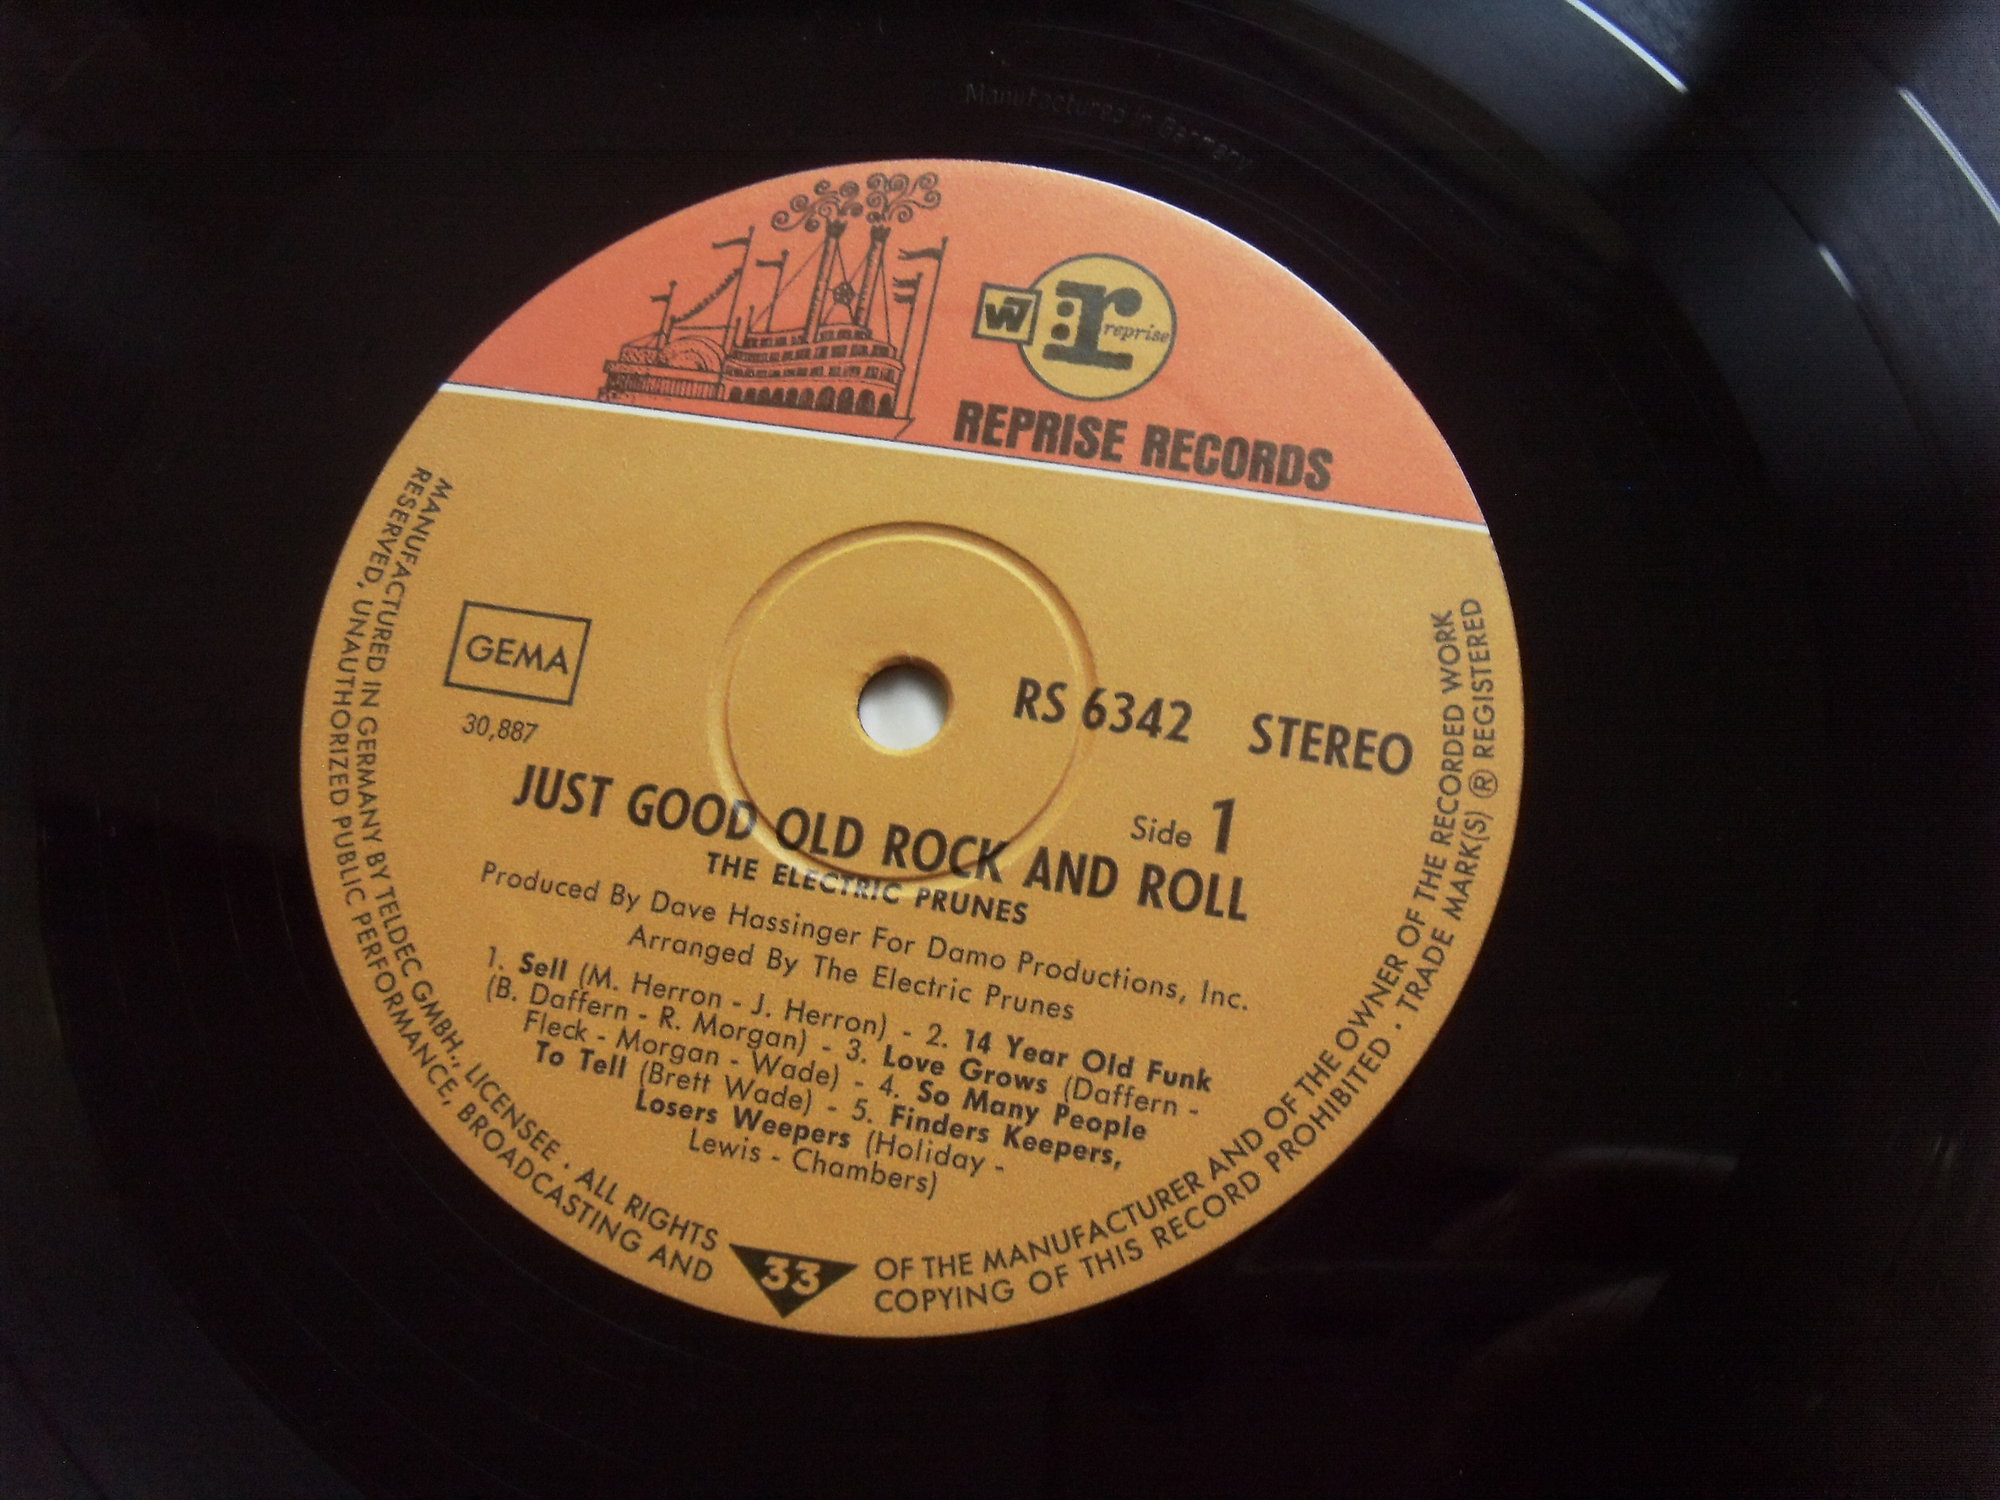 Manufactured in Germany
W7
r:
reprise
REPRISE RECORDS
GEMA
30,887
RS 6342 STEREO
Side 1
JUST GOOD OLD ROCK AND ROLL
THE ELECTRIC PRUNES
Produced By Dave Hassinger For Damo Productions, Inc.
Arranged By The Electric Prunes
1. Sell (M. Herron - J. Herron) - 2. 14 Year Old Funk
(B. Daffern - R. Morgan) - 3. Love Grows (Daffern -
Fleck - Morgan - Wade) - 4. So Many People
To Tell (Brett Wade) - 5. Finders Keepers,
Losers Weepers (Holiday -
Lewis - Chambers)
MANUFACTURED IN GERMANY BY TELDEC GMBH., LICENSEE · ALL RIGHTS
OF THE MANUFACTURER AND OF THE OWNER OF THE RECORDED WORK
RESERVED, UNAUTHORIZED PUBLIC PERFORMANCE, BROADCASTING AND
COPYING OF THIS RECORD PROHIBITED · TRADE MARK(S) ® REGISTERED
33